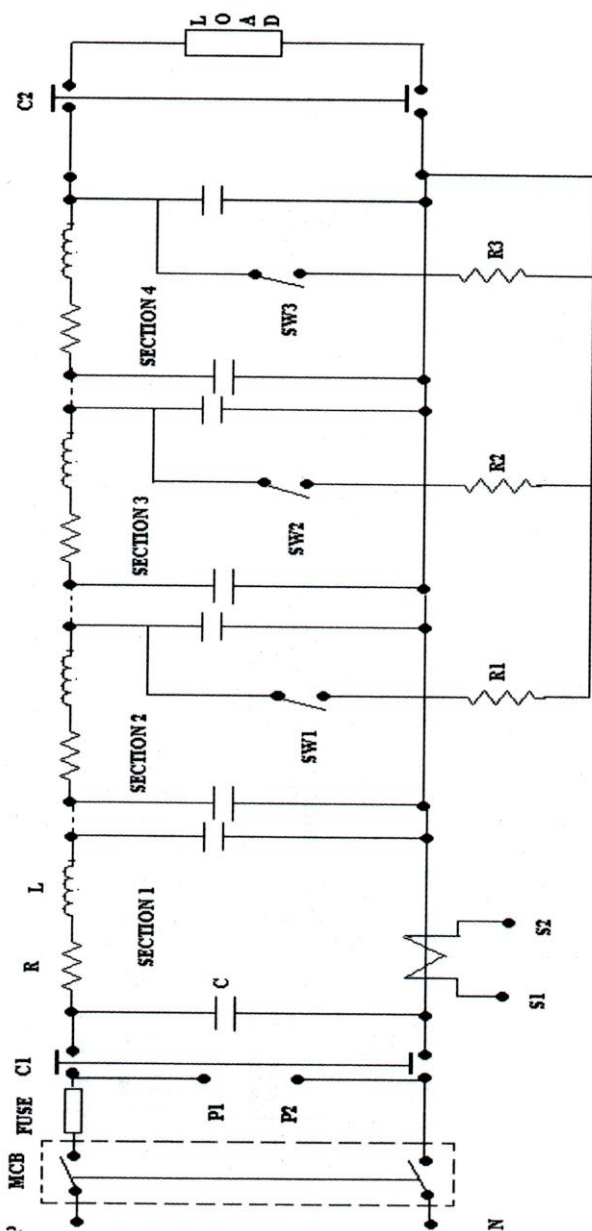 P
MCB
FUSE
C1
R
L
C2
LOAD
SECTION 1
SECTION 2
SECTION 3
SECTION 4
P1
P2
C
SW1
SW2
SW3
S1
S2
R1
R2
R3
N